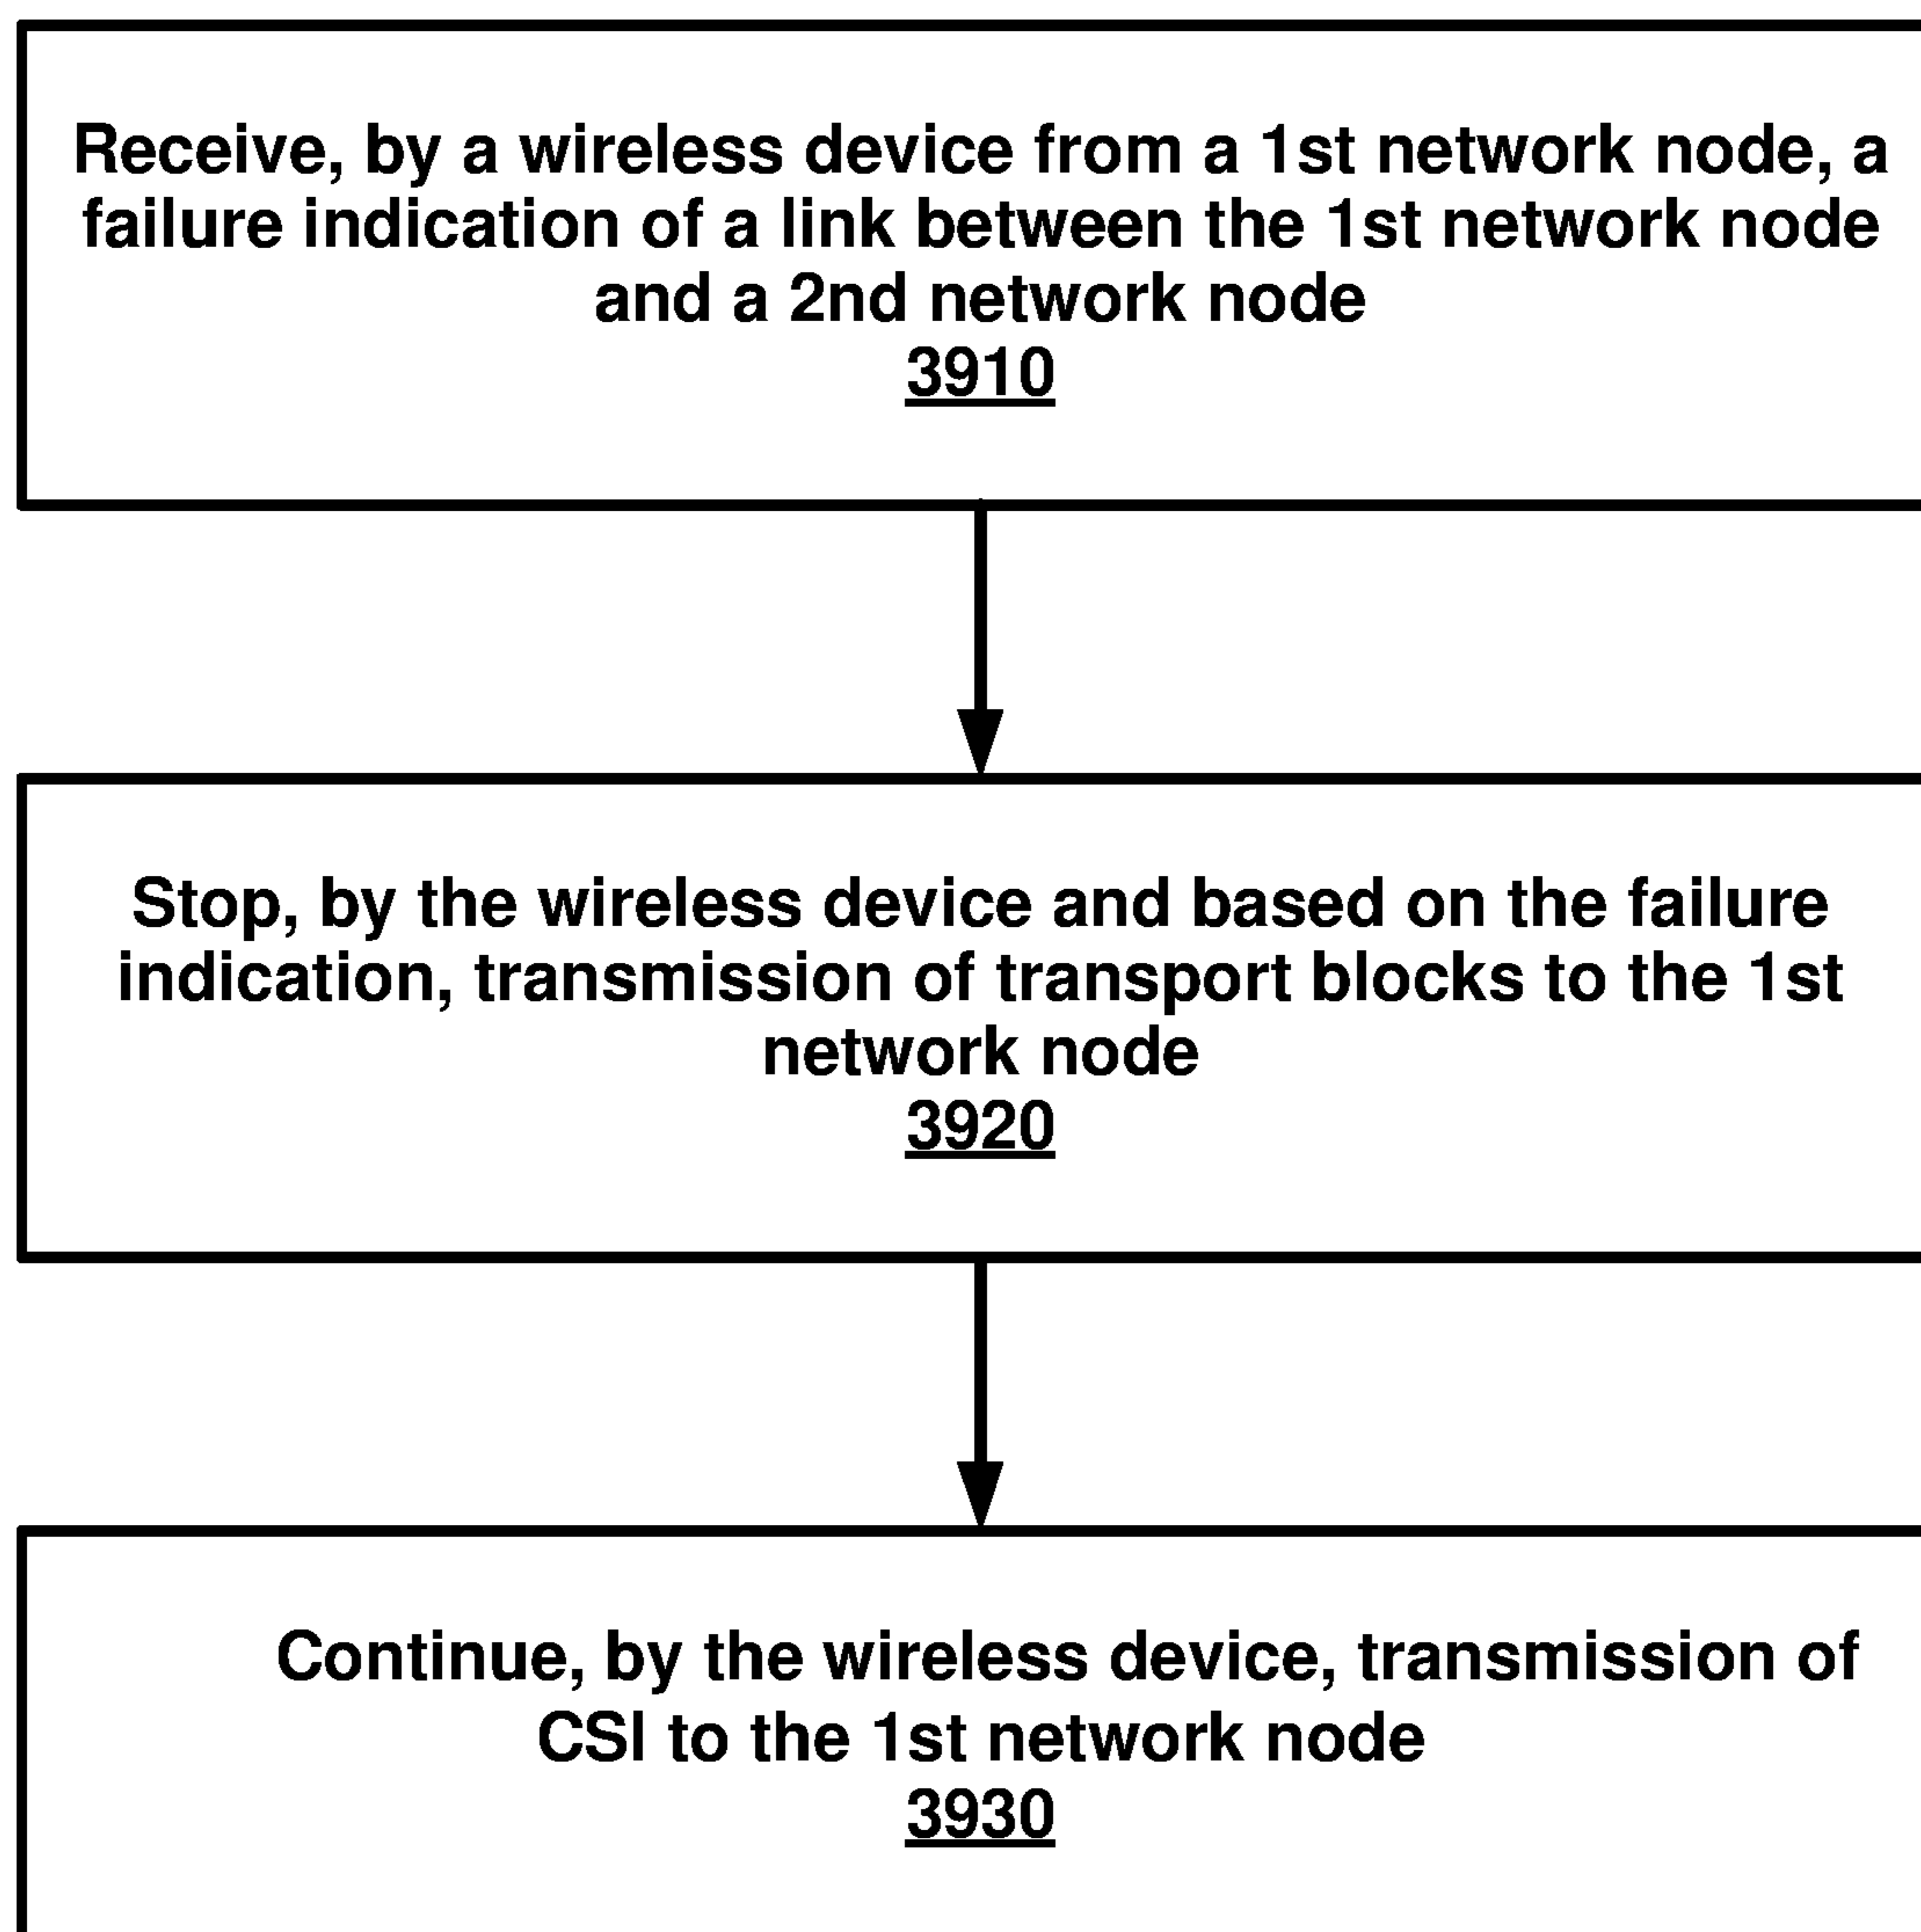 Receive, by a wireless device from a 1st network node, a
failure indication of a link between the 1st network node
and a 2nd network node
3910
Stop, by the wireless device and based on the failure
indication, transmission of transport blocks to the 1st
network node
3920
Continue, by the wireless device, transmission of
CSI to the 1st network node
3930